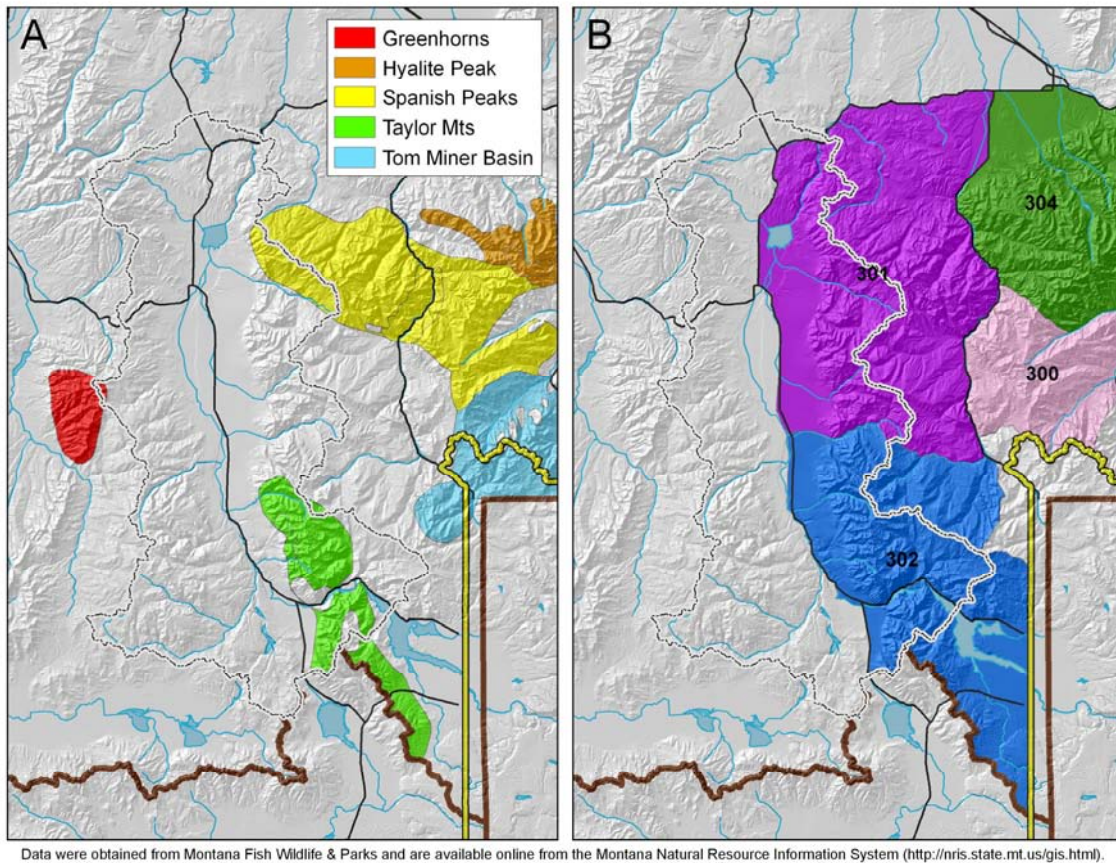 A
Greenhorns
Hyalite Peak
Spanish Peaks
Taylor Mts
Tom Miner Basin
B
304
301
300
302
Data were obtained from Montana Fish Wildlife & Parks and are available online from the Montana Natural Resource Information System (http://nris.state.mt.us/gis.html).